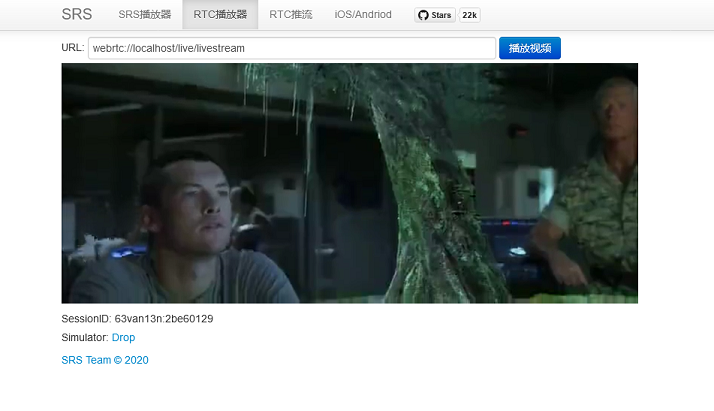 SRS SRS播放器 RTC播放器 RTC推流 iOS/Andriod Stars 22k
URL: webrtc://localhost/live/livestream 播放视频
SessionID: 63van13n:2be60129
Simulator: Drop
SRS Team © 2020